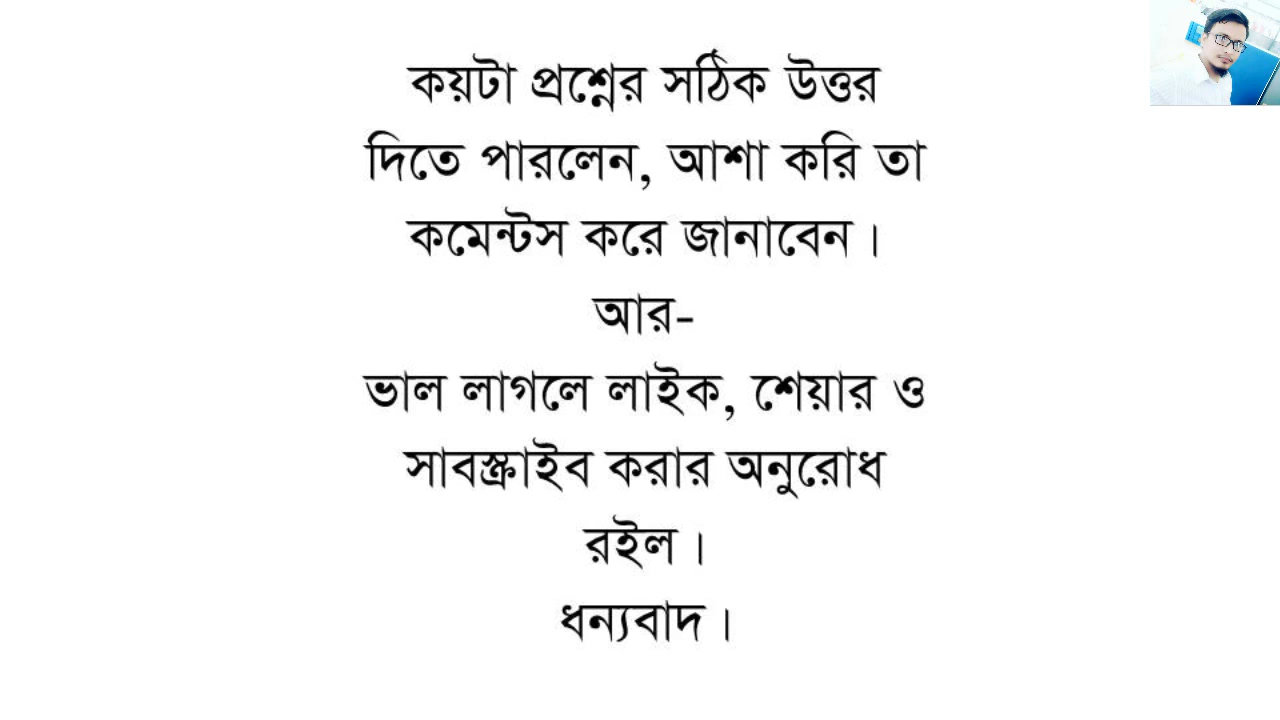 কয়টা প্রশ্নের সঠিক উত্তর
দিতে পারলেন, আশা করি তা
কমেন্টস করে জানাবেন।
আর-
ভাল লাগলে লাইক, শেয়ার ও
সাবস্ক্রাইব করার অনুরোধ
রইল।
ধন্যবাদ।